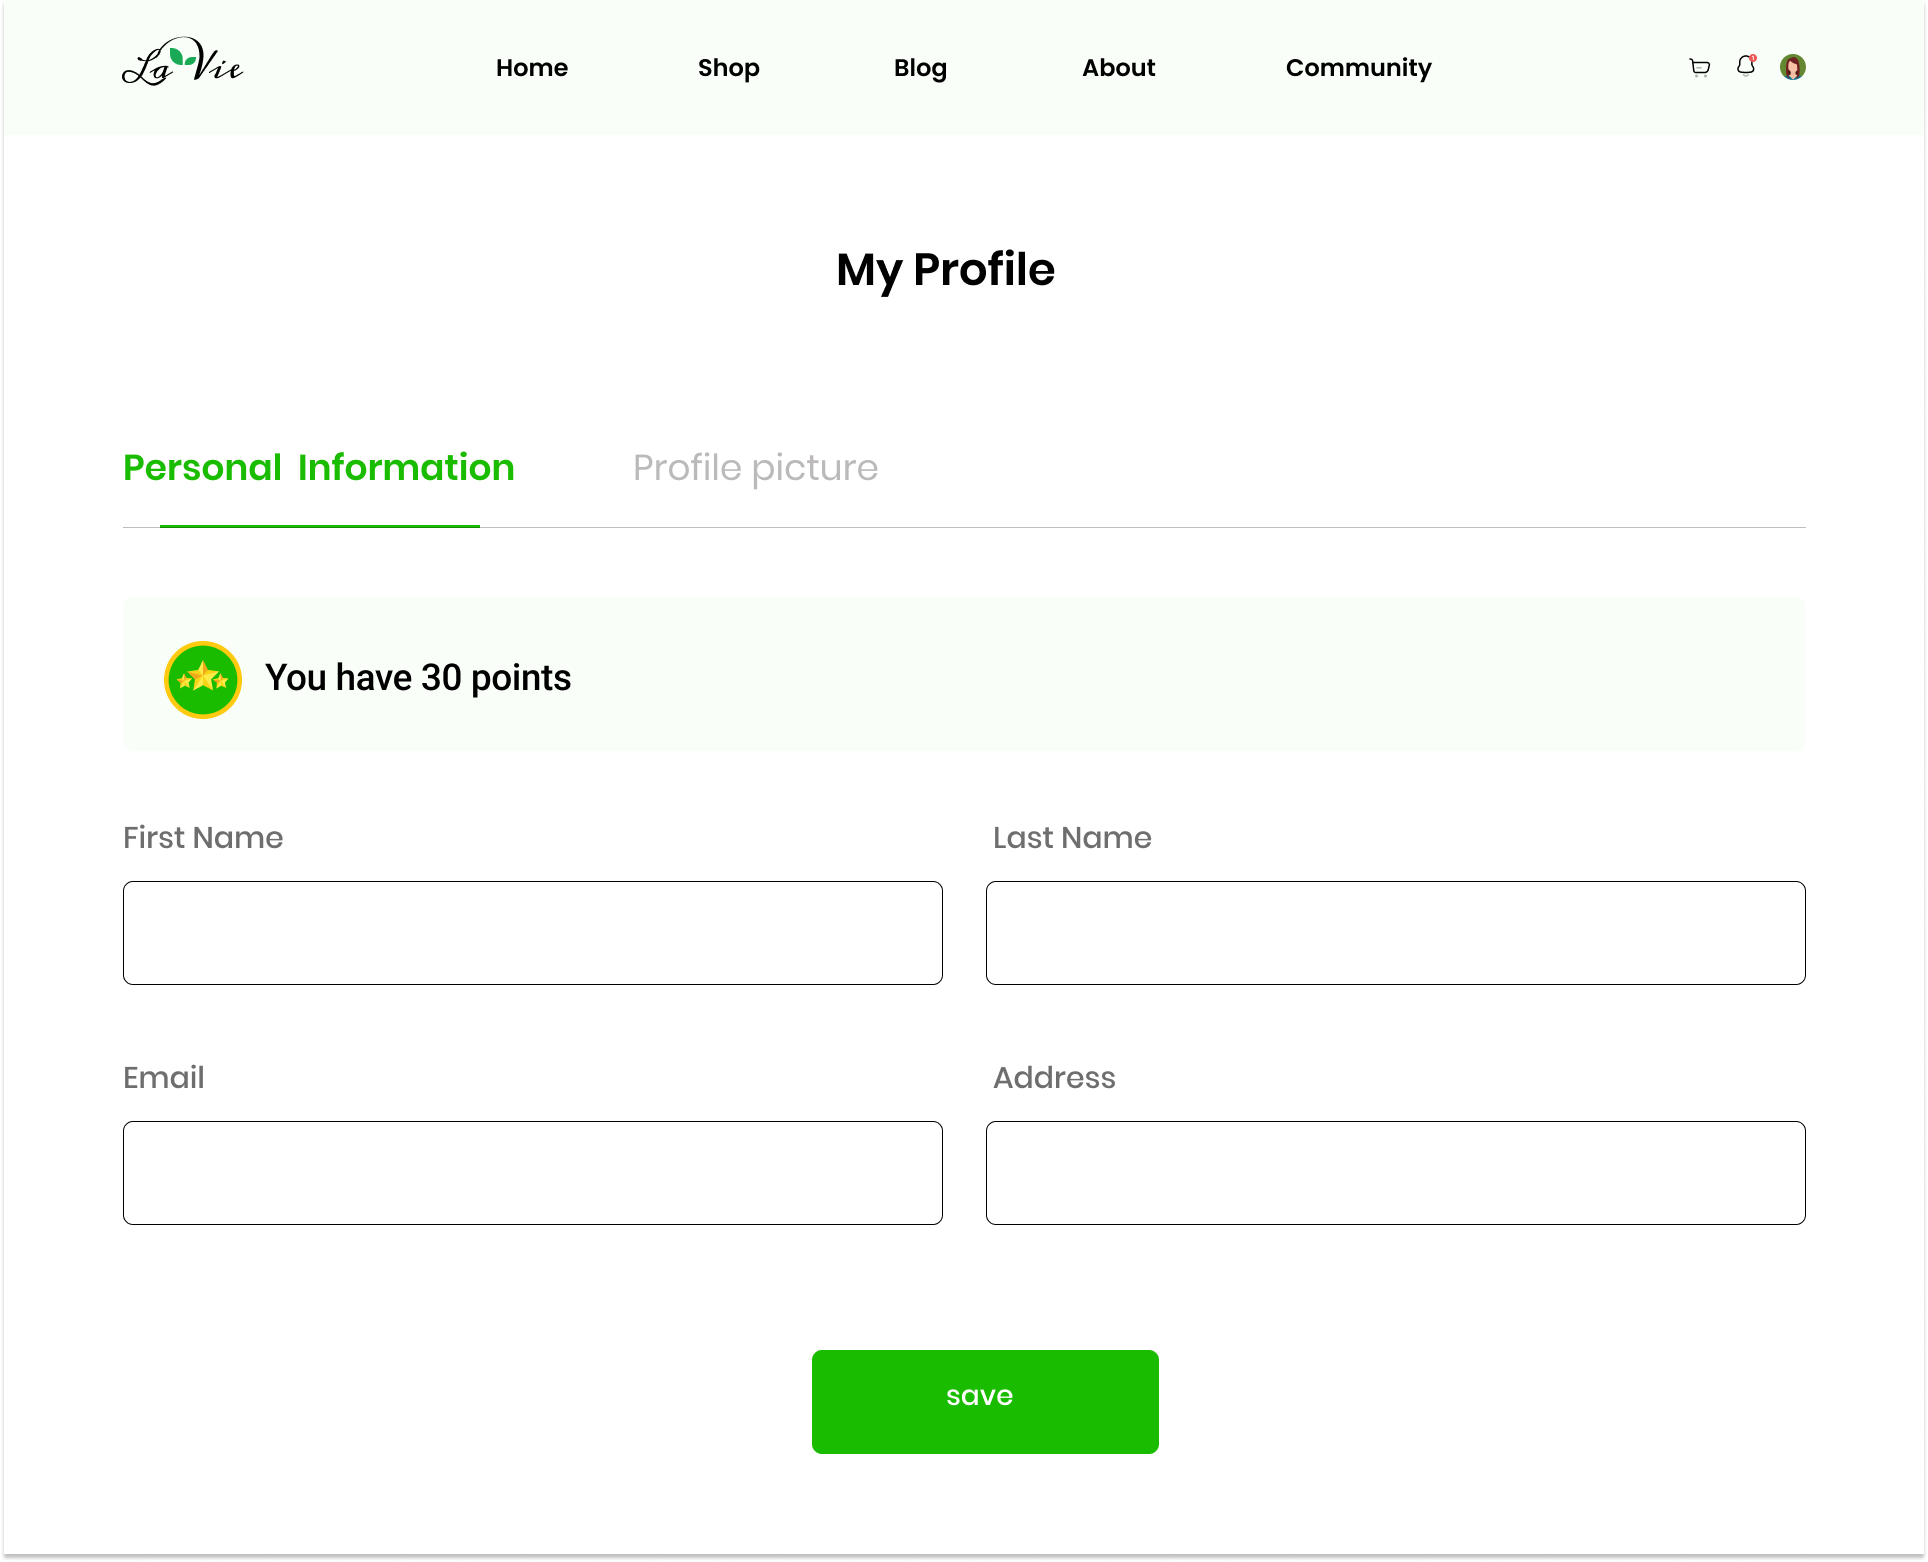 La Vie
Home Shop Blog About Community
1
My Profile
Personal Information Profile picture
You have 30 points
First Name Last Name
Email Address
save